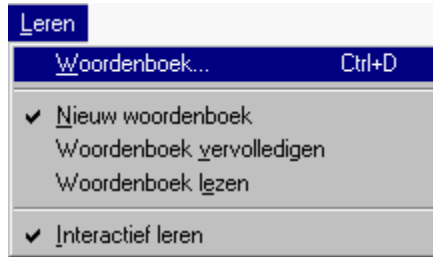 Leren
Woordenboek... Ctrl+D
Nieuw woordenboek
Woordenboek vervolledigen
Woordenboek lezen
Interactief leren